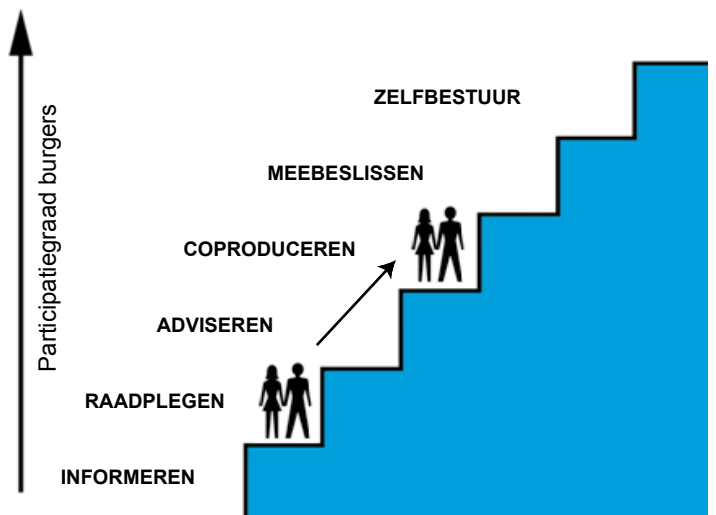 ZELFBESTUUR
MEEBESLISSEN
COPRODUCEREN
ADVISEREN
RAADPLEGEN
INFORMEREN
Participatiegraad burgers